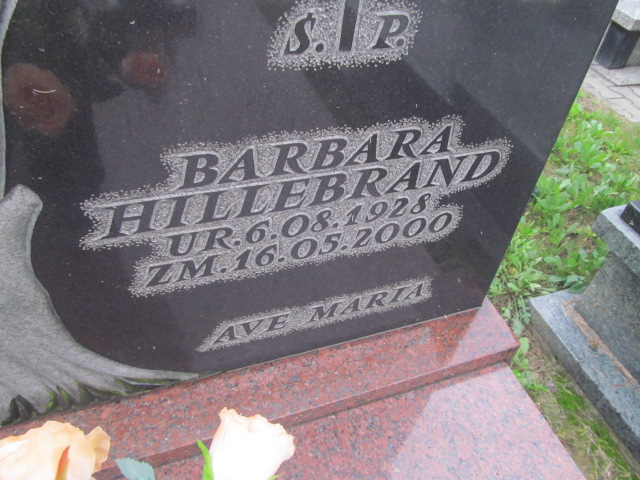 Ś. P.
BARBARA
HILLEBRAND
UR.6.08.1928
ZM.16.05.2000
AVE MARIA